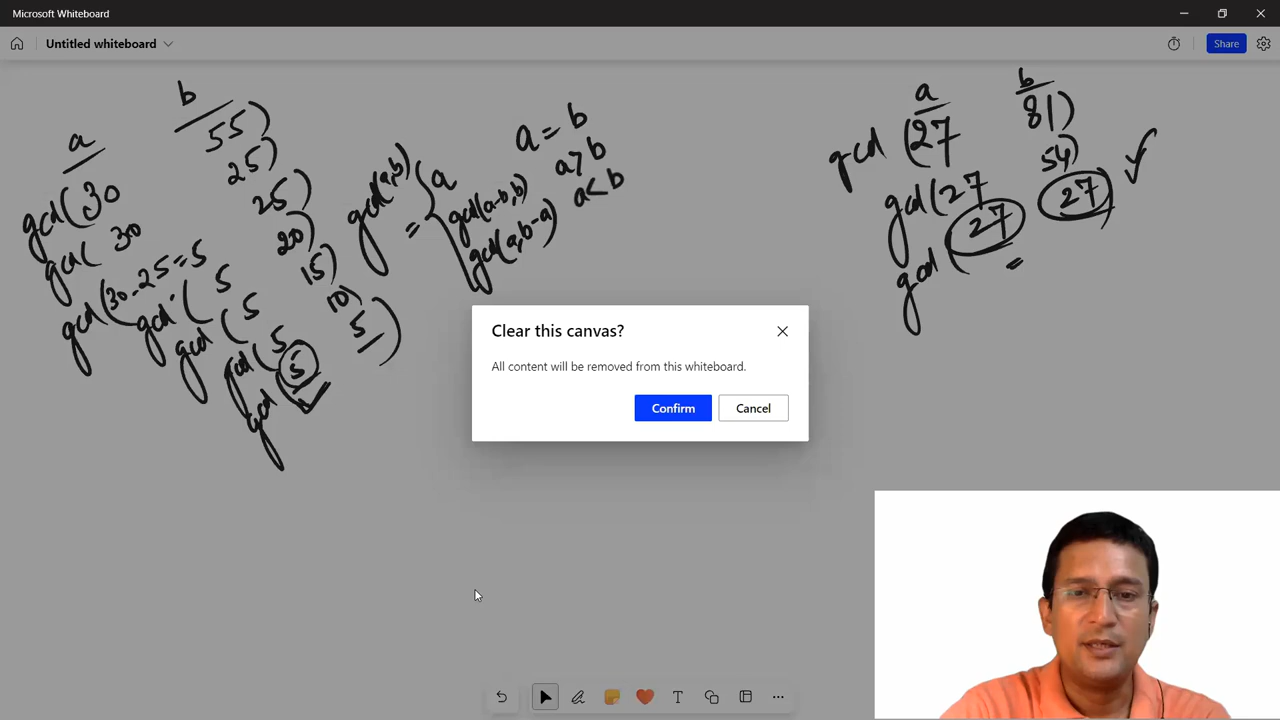 Microsoft Whiteboard
Untitled whiteboard
Share
a b
gcd(30 55)
gcd( 30 25)
gcd(30-25=5 25)
gcd( 5 20)
gcd( 5 15)
gcd( 5 10)
gcd( 5 5)
gcd(a,b) = { a a = b
gcd(a-b,b) a > b
gcd(a,b-a) a < b
a b
gcd (27 81)
gcd(27 54)
gcd( 27 27)
=
Clear this canvas?
All content will be removed from this whiteboard.
Confirm Cancel